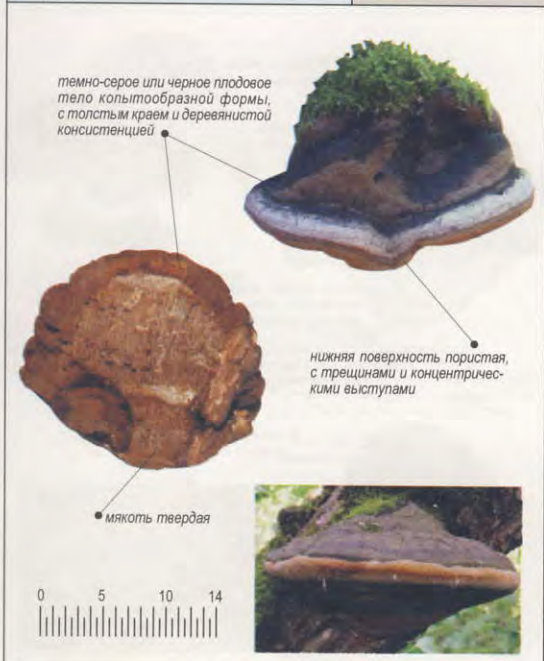 темно-серое или черное плодовое
тело копытообразной формы,
с толстым краем и деревянистой
консистенцией
нижняя поверхность пористая,
с трещинами и концентричес-
кими выступами
мякоть твердая
0 5 10 14